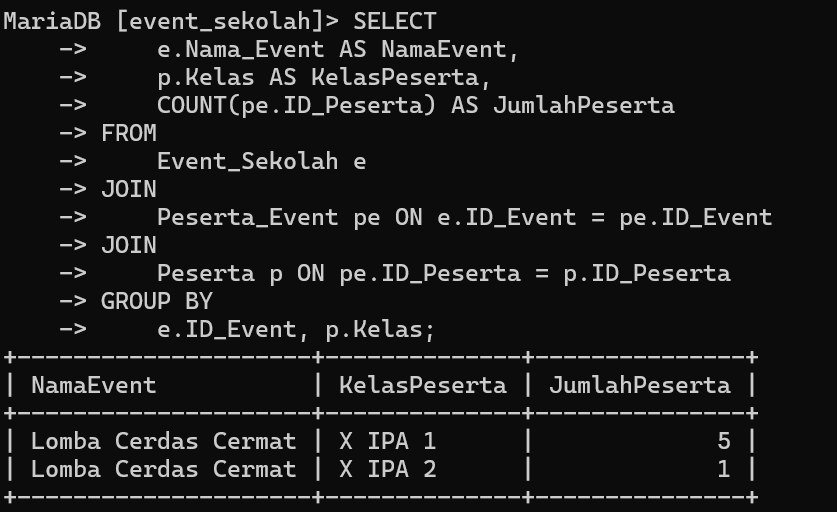 MariaDB [event_sekolah]> SELECT
    ->     e.Nama_Event AS NamaEvent,
    ->     p.Kelas AS KelasPeserta,
    ->     COUNT(pe.ID_Peserta) AS JumlahPeserta
    -> FROM
    ->     Event_Sekolah e
    -> JOIN
    ->     Peserta_Event pe ON e.ID_Event = pe.ID_Event
    -> JOIN
    ->     Peserta p ON pe.ID_Peserta = p.ID_Peserta
    -> GROUP BY
    ->     e.ID_Event, p.Kelas;
+---------------------+--------------+---------------+
| NamaEvent           | KelasPeserta | JumlahPeserta |
+---------------------+--------------+---------------+
| Lomba Cerdas Cermat | X IPA 1      |             5 |
| Lomba Cerdas Cermat | X IPA 2      |             1 |
+---------------------+--------------+---------------+